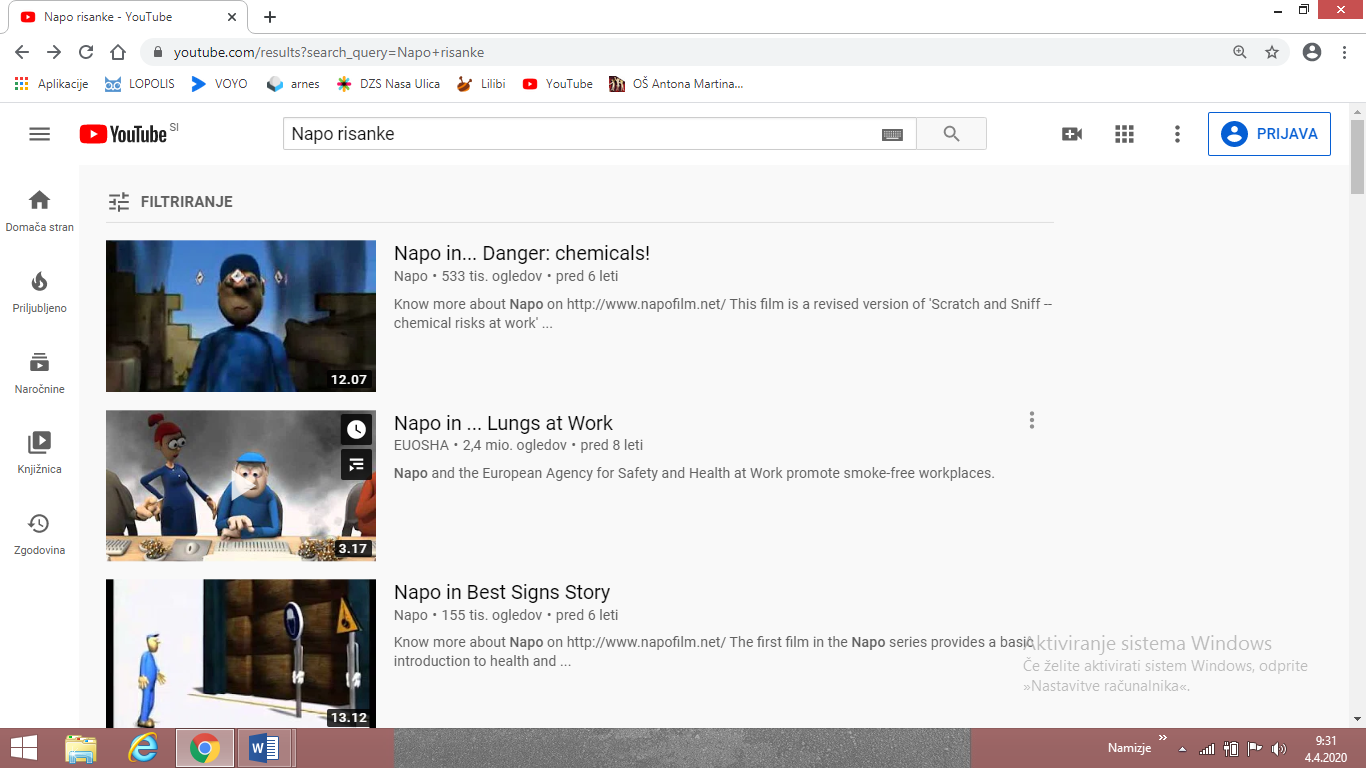 Napo risanke - YouTube
youtube.com/results?search_query=Napo+risanke
Aplikacije LOPOLIS VOYO arnes DZS Nasa Ulica Lilibi YouTube OŠ Antona Martina...
YouTube SI Napo risanke PRIJAVA
Domača stran
Priljubljeno
Naročnine
Knjižnica
Zgodovina
FILTRIRANJE
12.07
Napo in... Danger: chemicals!
Napo • 533 tis. ogledov • pred 6 leti
Know more about Napo on http://www.napofilm.net/ This film is a revised version of 'Scratch and Sniff --
chemical risks at work' ...
3.17
Napo in ... Lungs at Work
EUOSHA • 2,4 mio. ogledov • pred 8 leti
Napo and the European Agency for Safety and Health at Work promote smoke-free workplaces.
13.12
Napo in Best Signs Story
Napo • 155 tis. ogledov • pred 6 leti
Know more about Napo on http://www.napofilm.net/ The first film in the Napo series provides a basic
introduction to health and ...
Aktiviranje sistema Windows
Če želite aktivirati sistem Windows, odprite
»Nastavitve računalnika«.
Namizje
9:31
4.4.2020